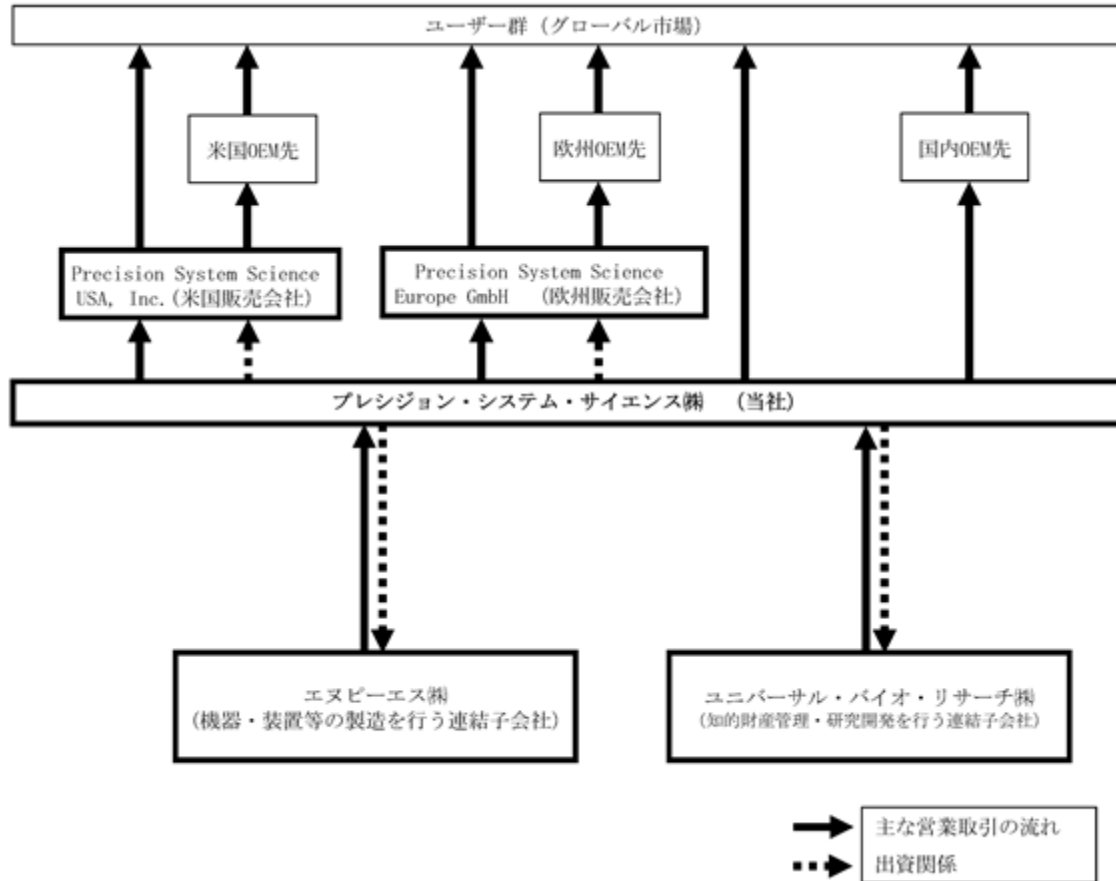 ユーザー群（グローバル市場）
米国OEM先
欧州OEM先
国内OEM先
Precision System Science
USA, Inc.(米国販売会社)
Precision System Science
Europe GmbH （欧州販売会社）
プレシジョン・システム・サイエンス㈱ （当社）
エヌピーエス㈱
(機器・装置等の製造を行う連結子会社)
ユニバーサル・バイオ・リサーチ㈱
(知的財産管理・研究開発を行う連結子会社)
主な営業取引の流れ
出資関係